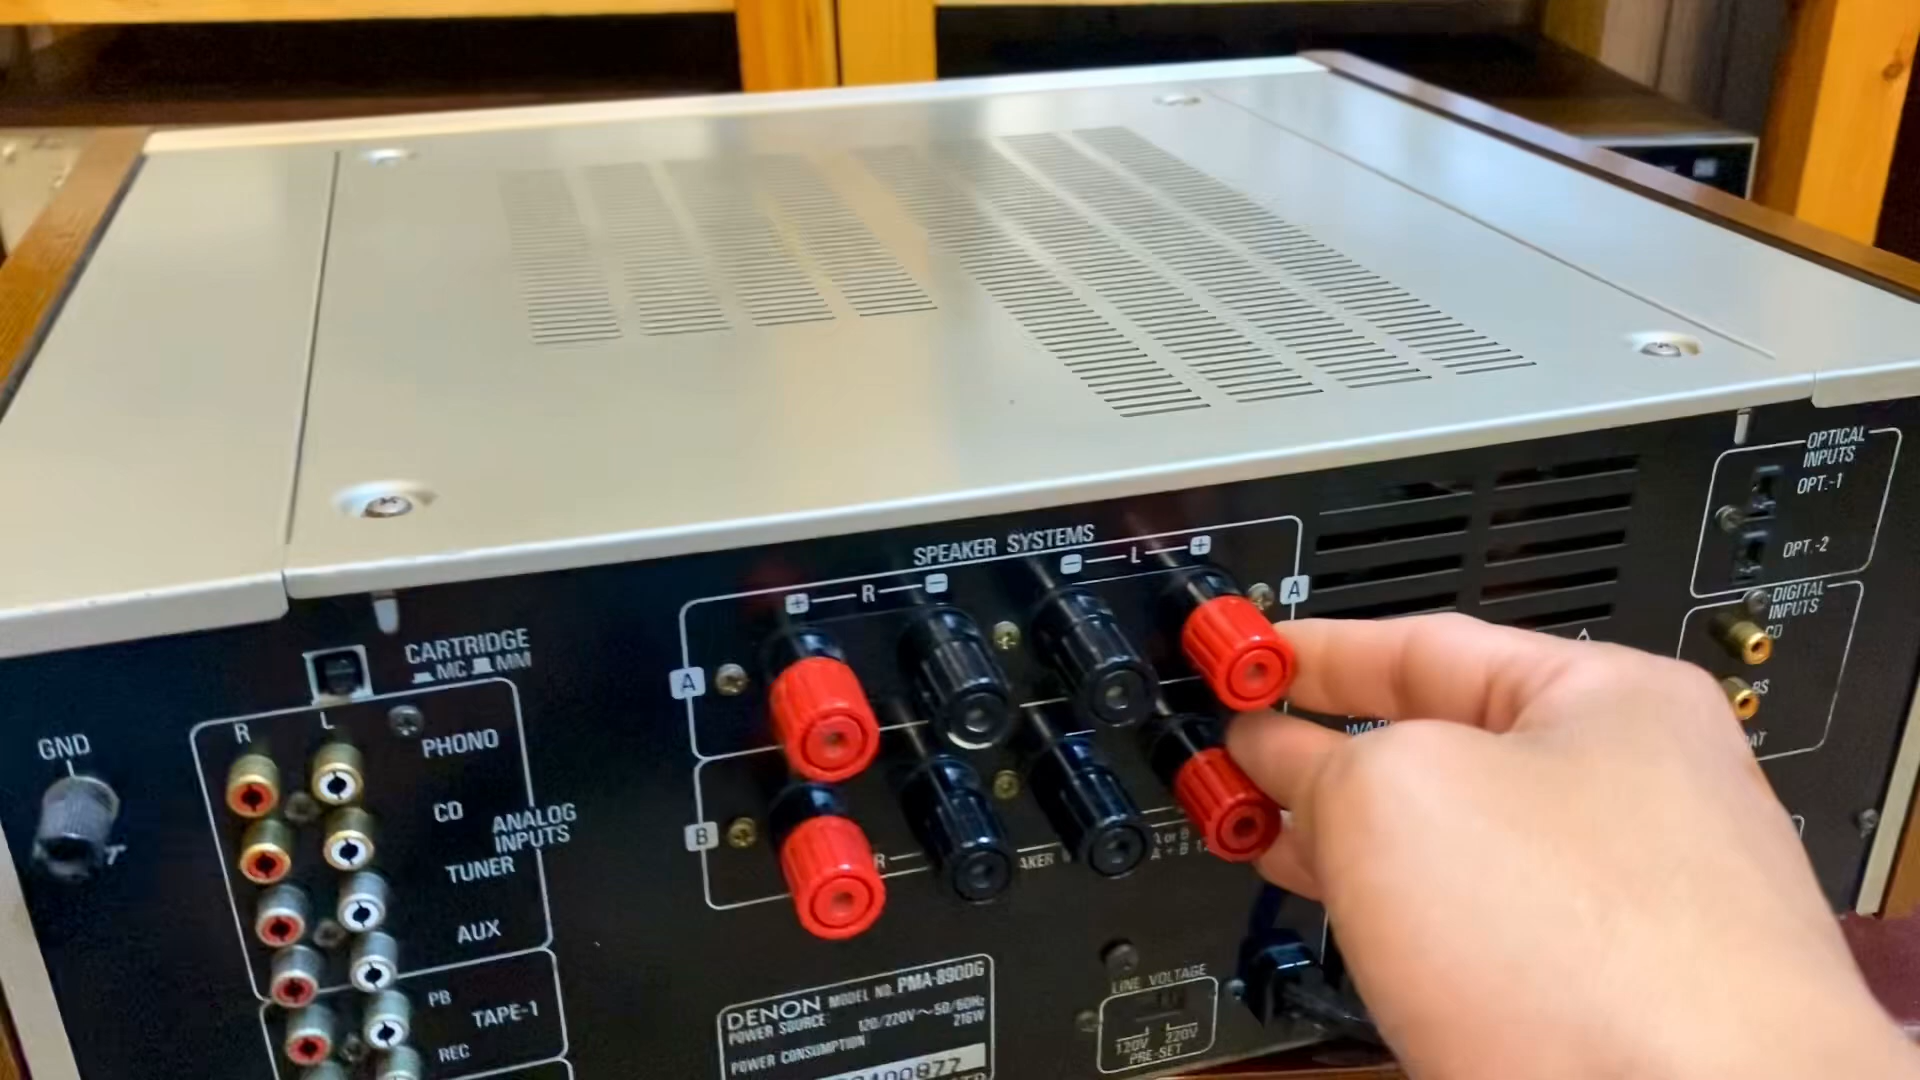 OPTICAL
INPUTS
OPT.-1
OPT.-2
DIGITAL
INPUTS
CD
SPEAKER SYSTEMS
+ R − − L +
A
A
B
CARTRIDGE
MC MM
GND
R L
PHONO
CD
ANALOG
INPUTS
TUNER
AUX
PB
TAPE-1
REC
R
A OR B
A + B
DENON MODEL NO. PMA-890DG
POWER SOURCE: 120/220V~50/60Hz
POWER CONSUMPTION: 216W
LINE VOLTAGE
120V 220V
PRE-SET